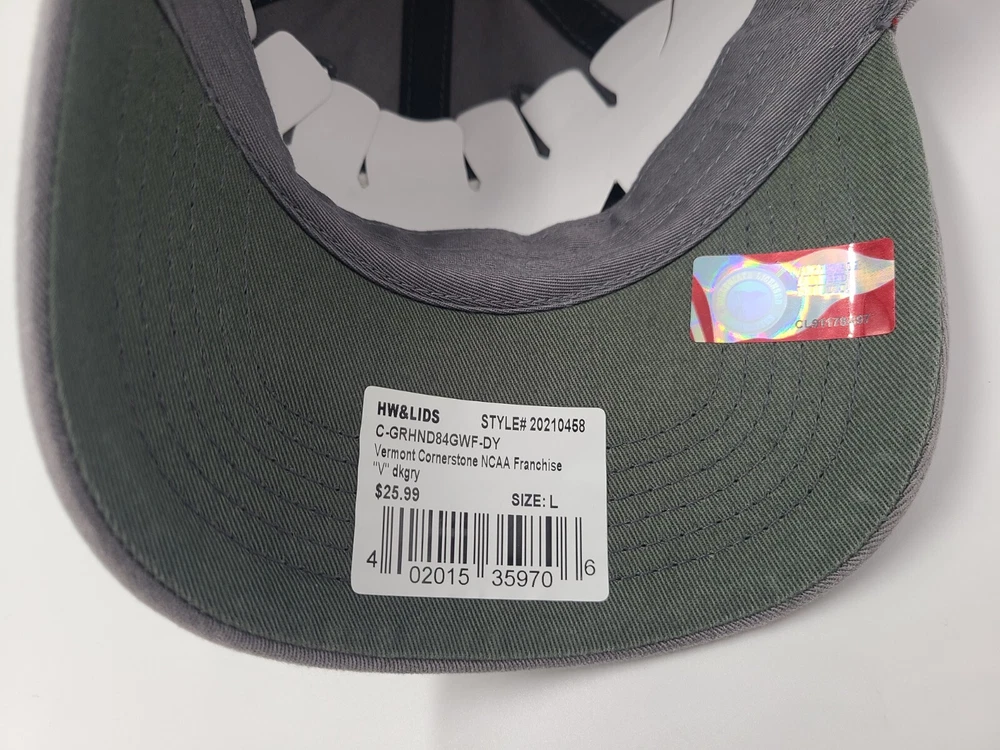 HW&LIDS STYLE# 20210458
C-GRHND84GWF-DY
Vermont Cornerstone NCAA Franchise
"V" dkgry
$25.99 SIZE: L
4 02015 35970 6